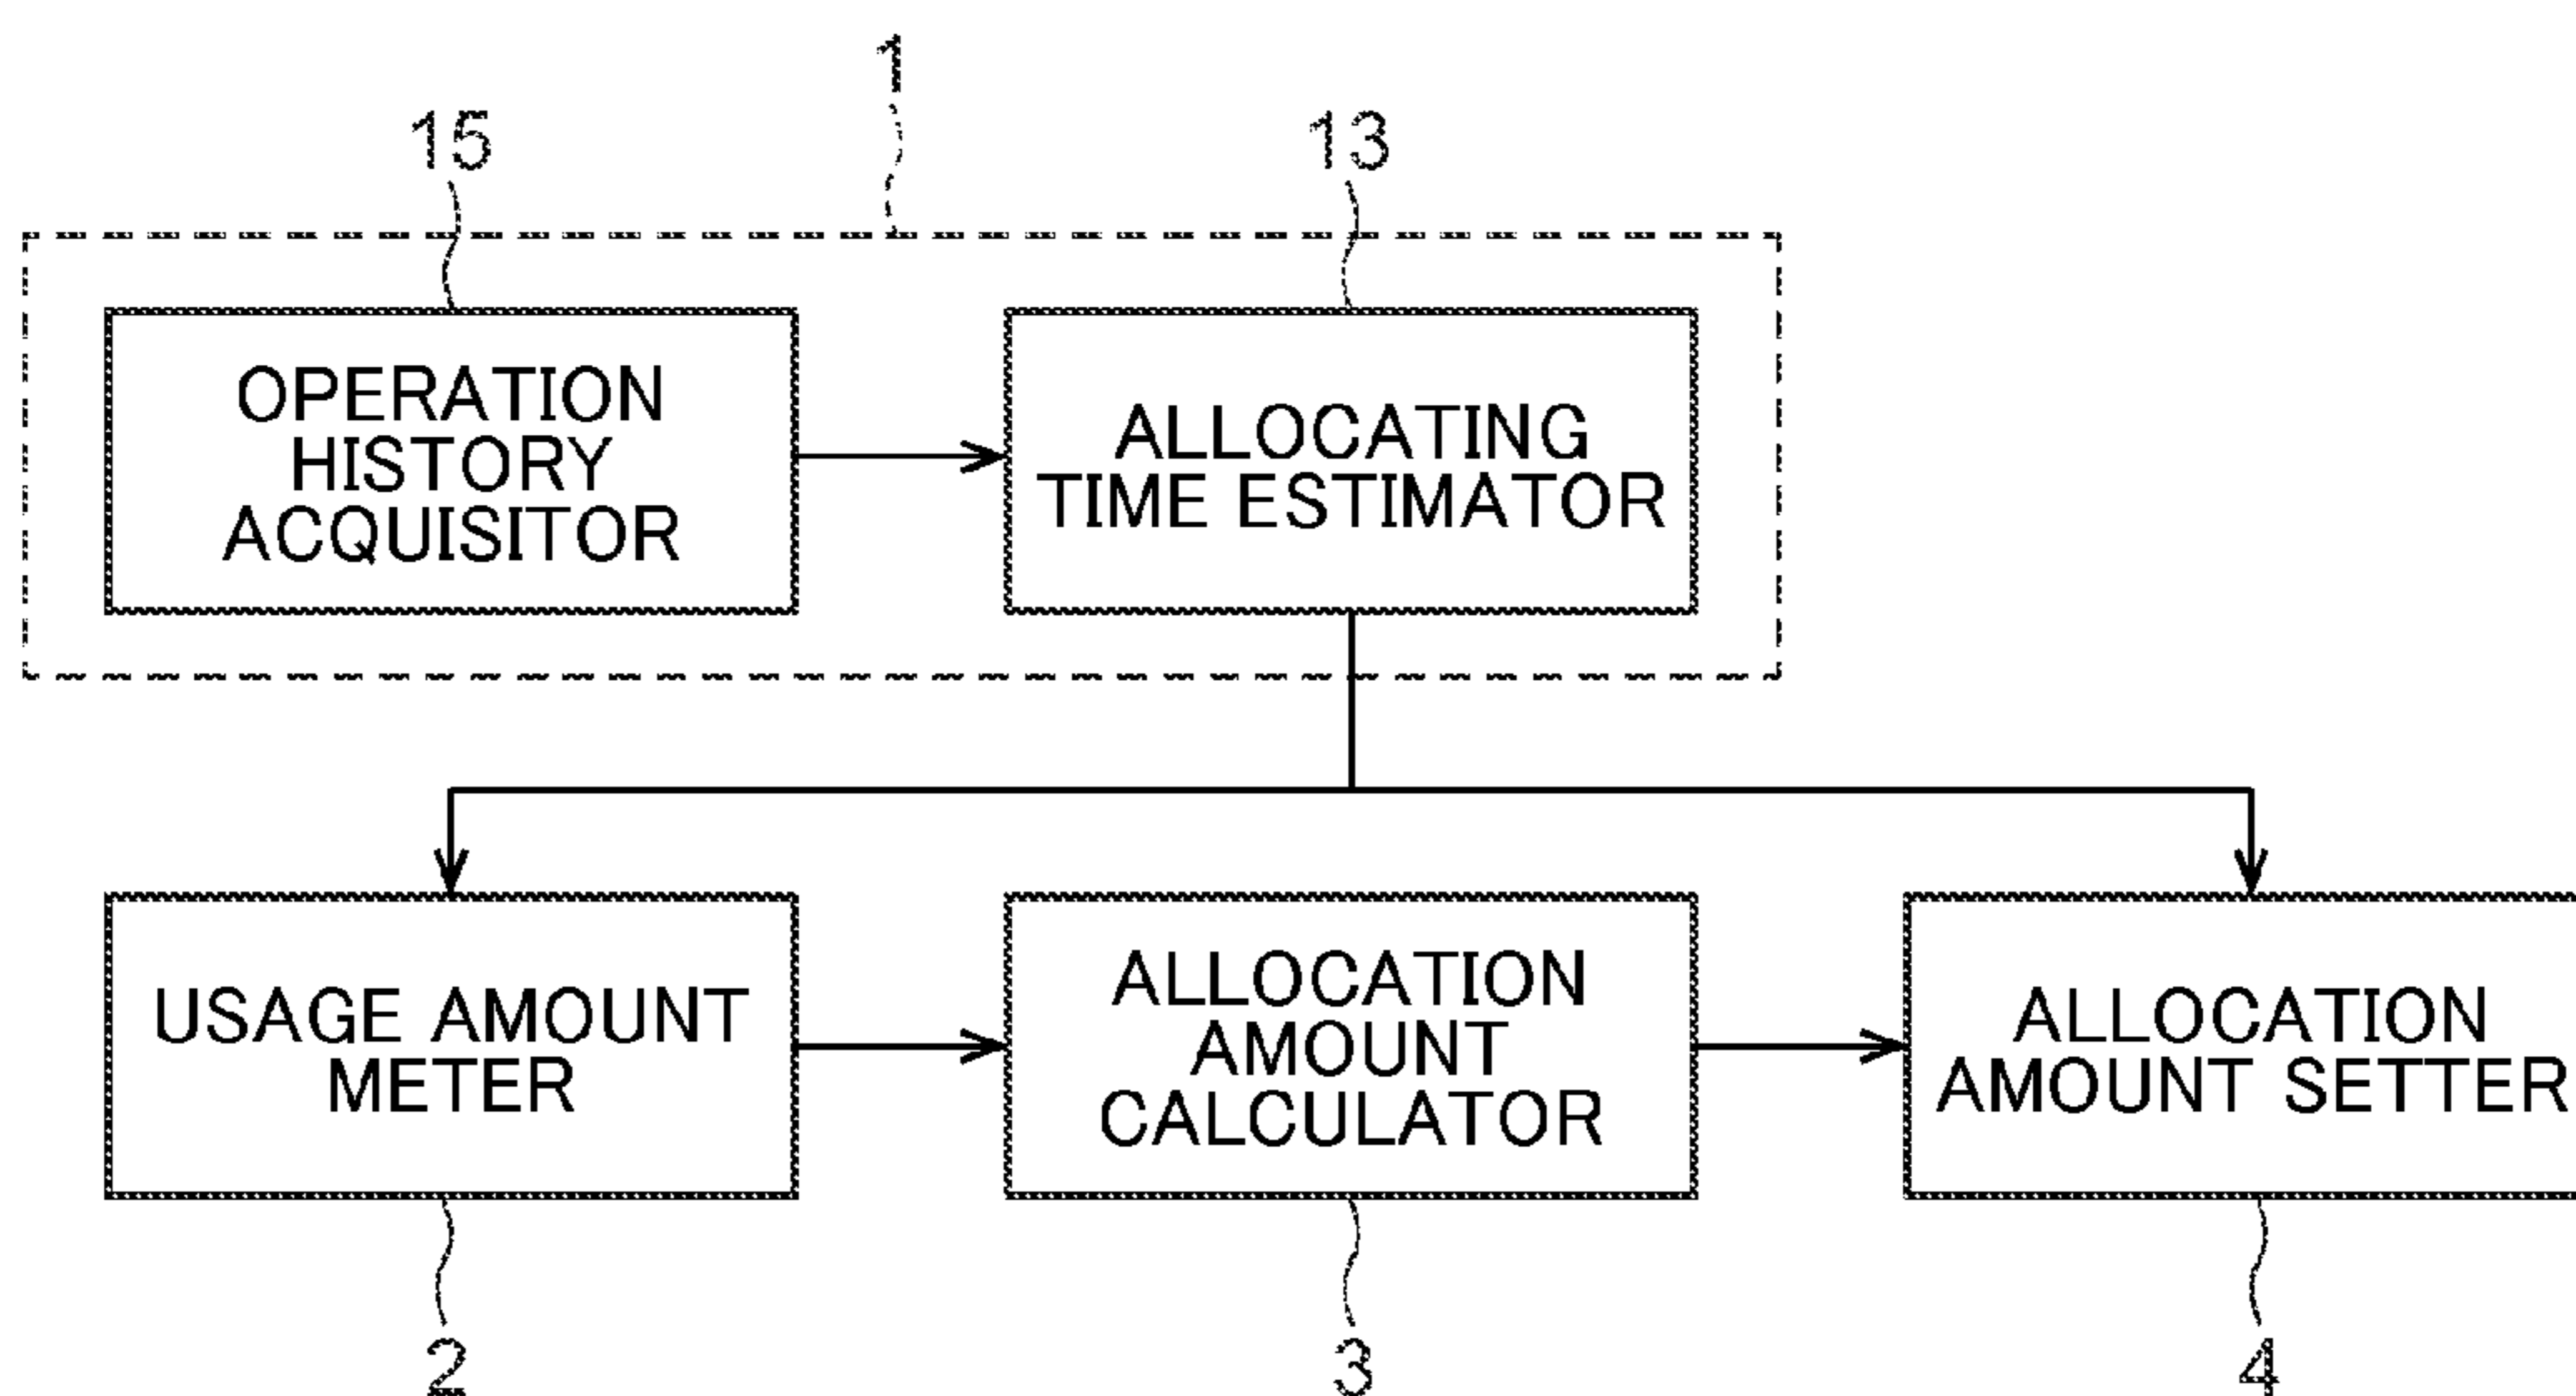 1
15
13
OPERATION
HISTORY
ACQUISITOR
ALLOCATING
TIME ESTIMATOR
USAGE AMOUNT
METER
ALLOCATION
AMOUNT
CALCULATOR
ALLOCATION
AMOUNT SETTER
2
3
4